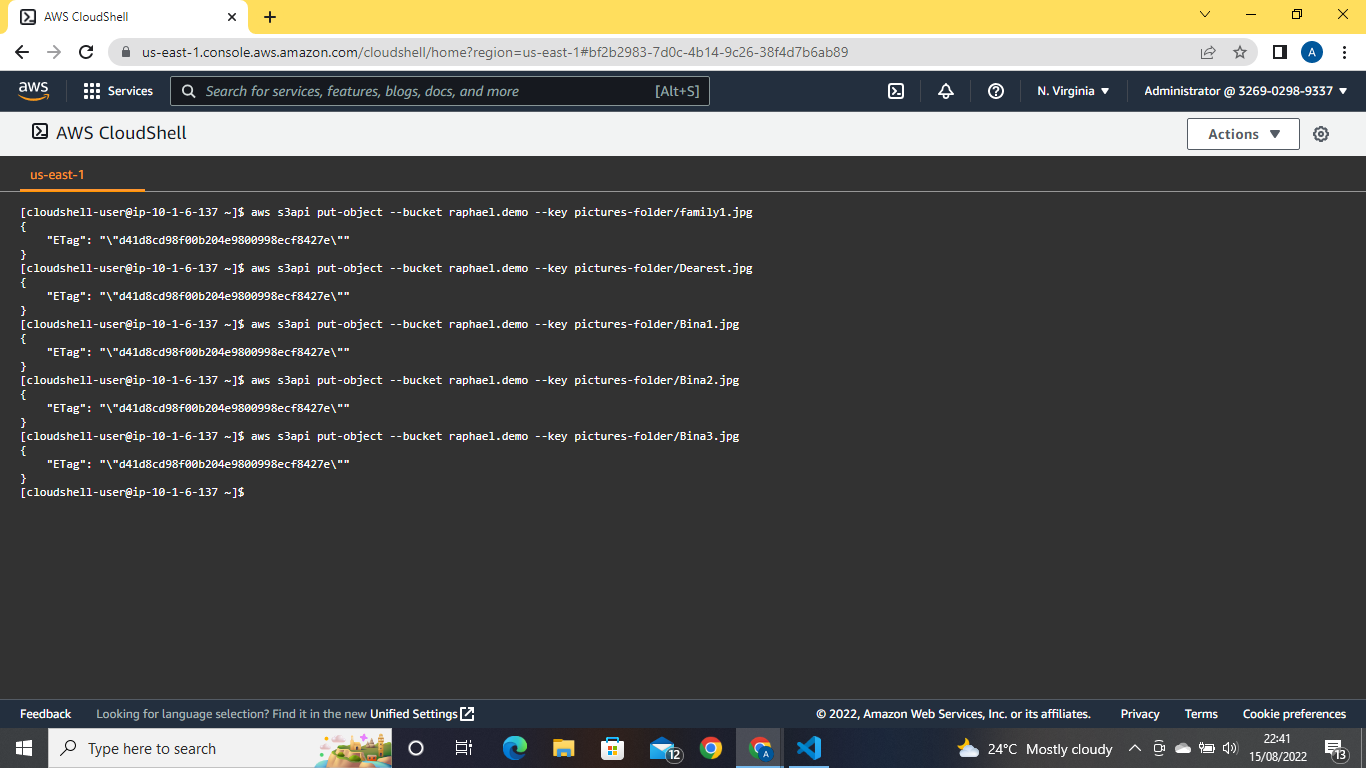 AWS CloudShell
us-east-1.console.aws.amazon.com/cloudshell/home?region=us-east-1#bf2b2983-7d0c-4b14-9c26-38f4d7b6ab89
A
aws
Services
Search for services, features, blogs, docs, and more
[Alt+S]
N. Virginia
Administrator @ 3269-0298-9337
AWS CloudShell
Actions
us-east-1
[cloudshell-user@ip-10-1-6-137 ~]$ aws s3api put-object --bucket raphael.demo --key pictures-folder/family1.jpg
{
"ETag": "\"d41d8cd98f00b204e9800998ecf8427e\""
}
[cloudshell-user@ip-10-1-6-137 ~]$ aws s3api put-object --bucket raphael.demo --key pictures-folder/Dearest.jpg
{
"ETag": "\"d41d8cd98f00b204e9800998ecf8427e\""
}
[cloudshell-user@ip-10-1-6-137 ~]$ aws s3api put-object --bucket raphael.demo --key pictures-folder/Bina1.jpg
{
"ETag": "\"d41d8cd98f00b204e9800998ecf8427e\""
}
[cloudshell-user@ip-10-1-6-137 ~]$ aws s3api put-object --bucket raphael.demo --key pictures-folder/Bina2.jpg
{
"ETag": "\"d41d8cd98f00b204e9800998ecf8427e\""
}
[cloudshell-user@ip-10-1-6-137 ~]$ aws s3api put-object --bucket raphael.demo --key pictures-folder/Bina3.jpg
{
"ETag": "\"d41d8cd98f00b204e9800998ecf8427e\""
}
[cloudshell-user@ip-10-1-6-137 ~]$
Feedback
Looking for language selection? Find it in the new Unified Settings
© 2022, Amazon Web Services, Inc. or its affiliates.
Privacy
Terms
Cookie preferences
Type here to search
12
A
24°C Mostly cloudy
22:41
15/08/2022
13